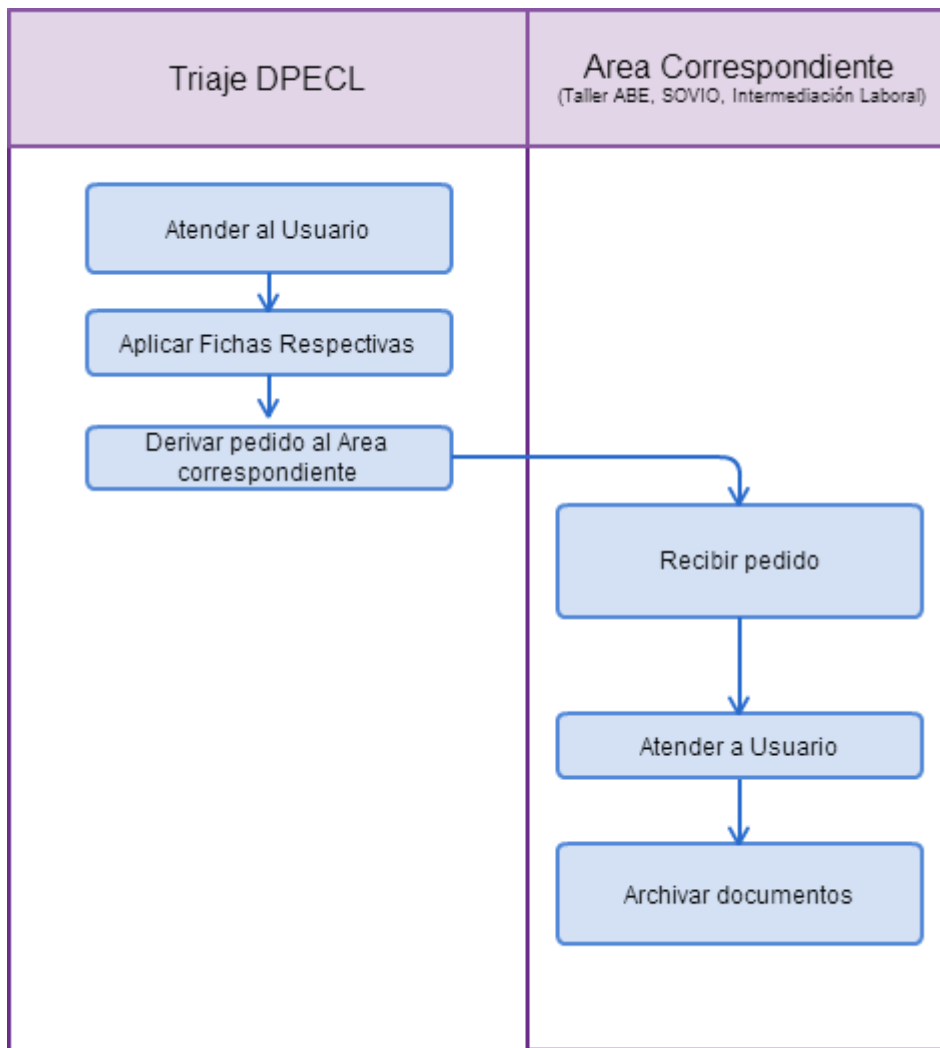 Triaje DPECL
Area Correspondiente
(Taller ABE, SOVIO, Intermediación Laboral)
Atender al Usuario
Aplicar Fichas Respectivas
Derivar pedido al Area
correspondiente
Recibir pedido
Atender a Usuario
Archivar documentos